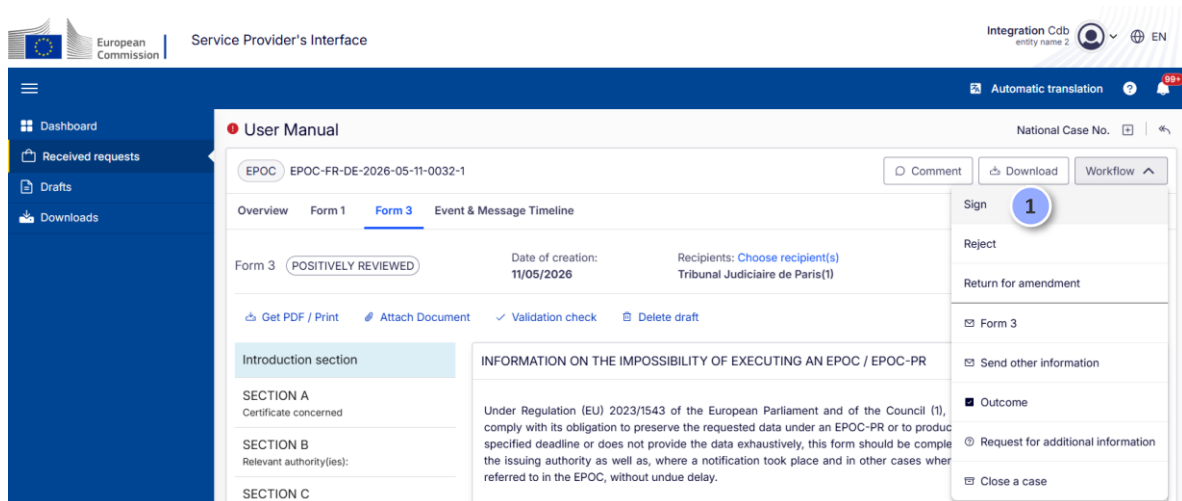 European
Commission
Service Provider's Interface
Integration Cdb
entity name 2
EN
Automatic translation
?
99+
Dashboard
Received requests
Drafts
Downloads
User Manual
National Case No.
EPOC EPOC-FR-DE-2026-05-11-0032-1
Comment
Download
Workflow
Overview Form 1 Form 3 Event & Message Timeline
Form 3 POSITIVELY REVIEWED
Date of creation:
11/05/2026
Recipients: Choose recipient(s)
Tribunal Judiciaire de Paris(1)
Get PDF / Print Attach Document Validation check Delete draft
Introduction section
SECTION A
Certificate concerned
SECTION B
Relevant authority(ies):
SECTION C
INFORMATION ON THE IMPOSSIBILITY OF EXECUTING AN EPOC / EPOC-PR
Under Regulation (EU) 2023/1543 of the European Parliament and of the Council (1),
comply with its obligation to preserve the requested data under an EPOC-PR or to produc
specified deadline or does not provide the data exhaustively, this form should be comple
the issuing authority as well as, where a notification took place and in other cases wher
referred to in the EPOC, without undue delay.
Sign
1
Reject
Return for amendment
Form 3
Send other information
Outcome
Request for additional information
Close a case